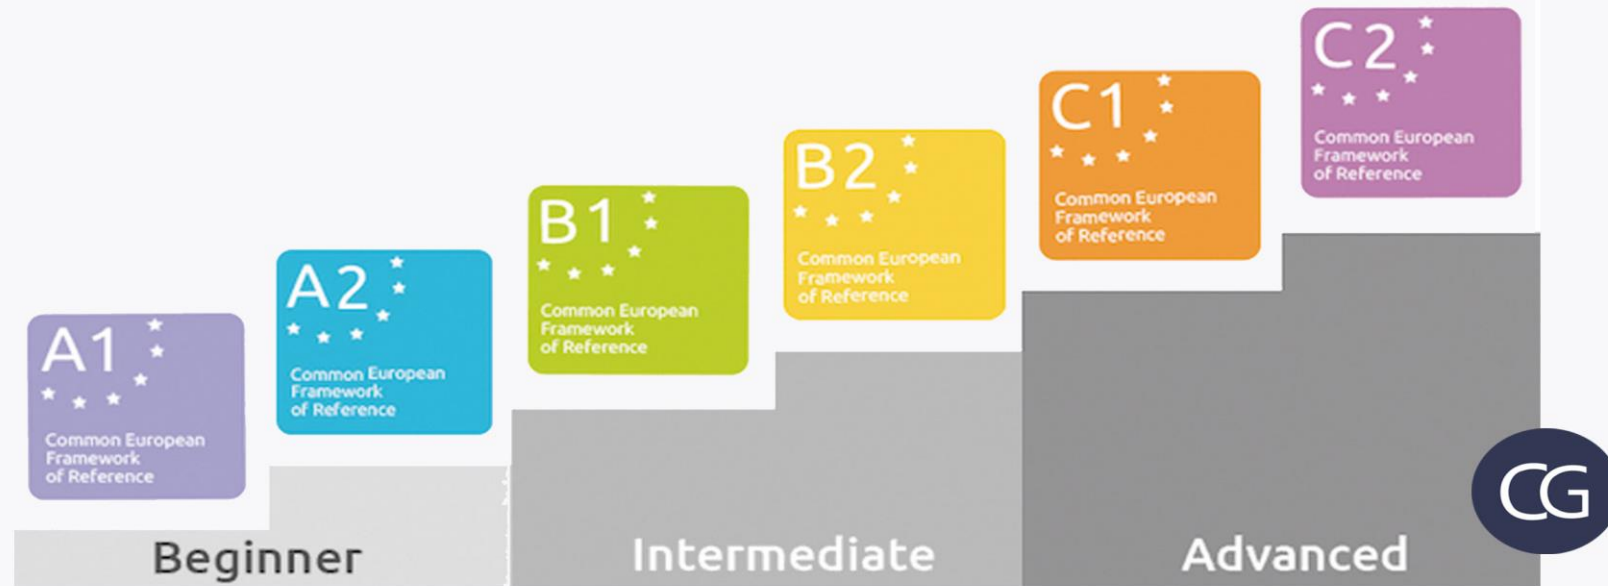 A1
Common European
Framework
of Reference
A2
Common European
Framework
of Reference
B1
Common European
Framework
of Reference
B2
Common European
Framework
of Reference
C1
Common European
Framework
of Reference
C2
Common European
Framework
of Reference
Beginner
Intermediate
Advanced
CG